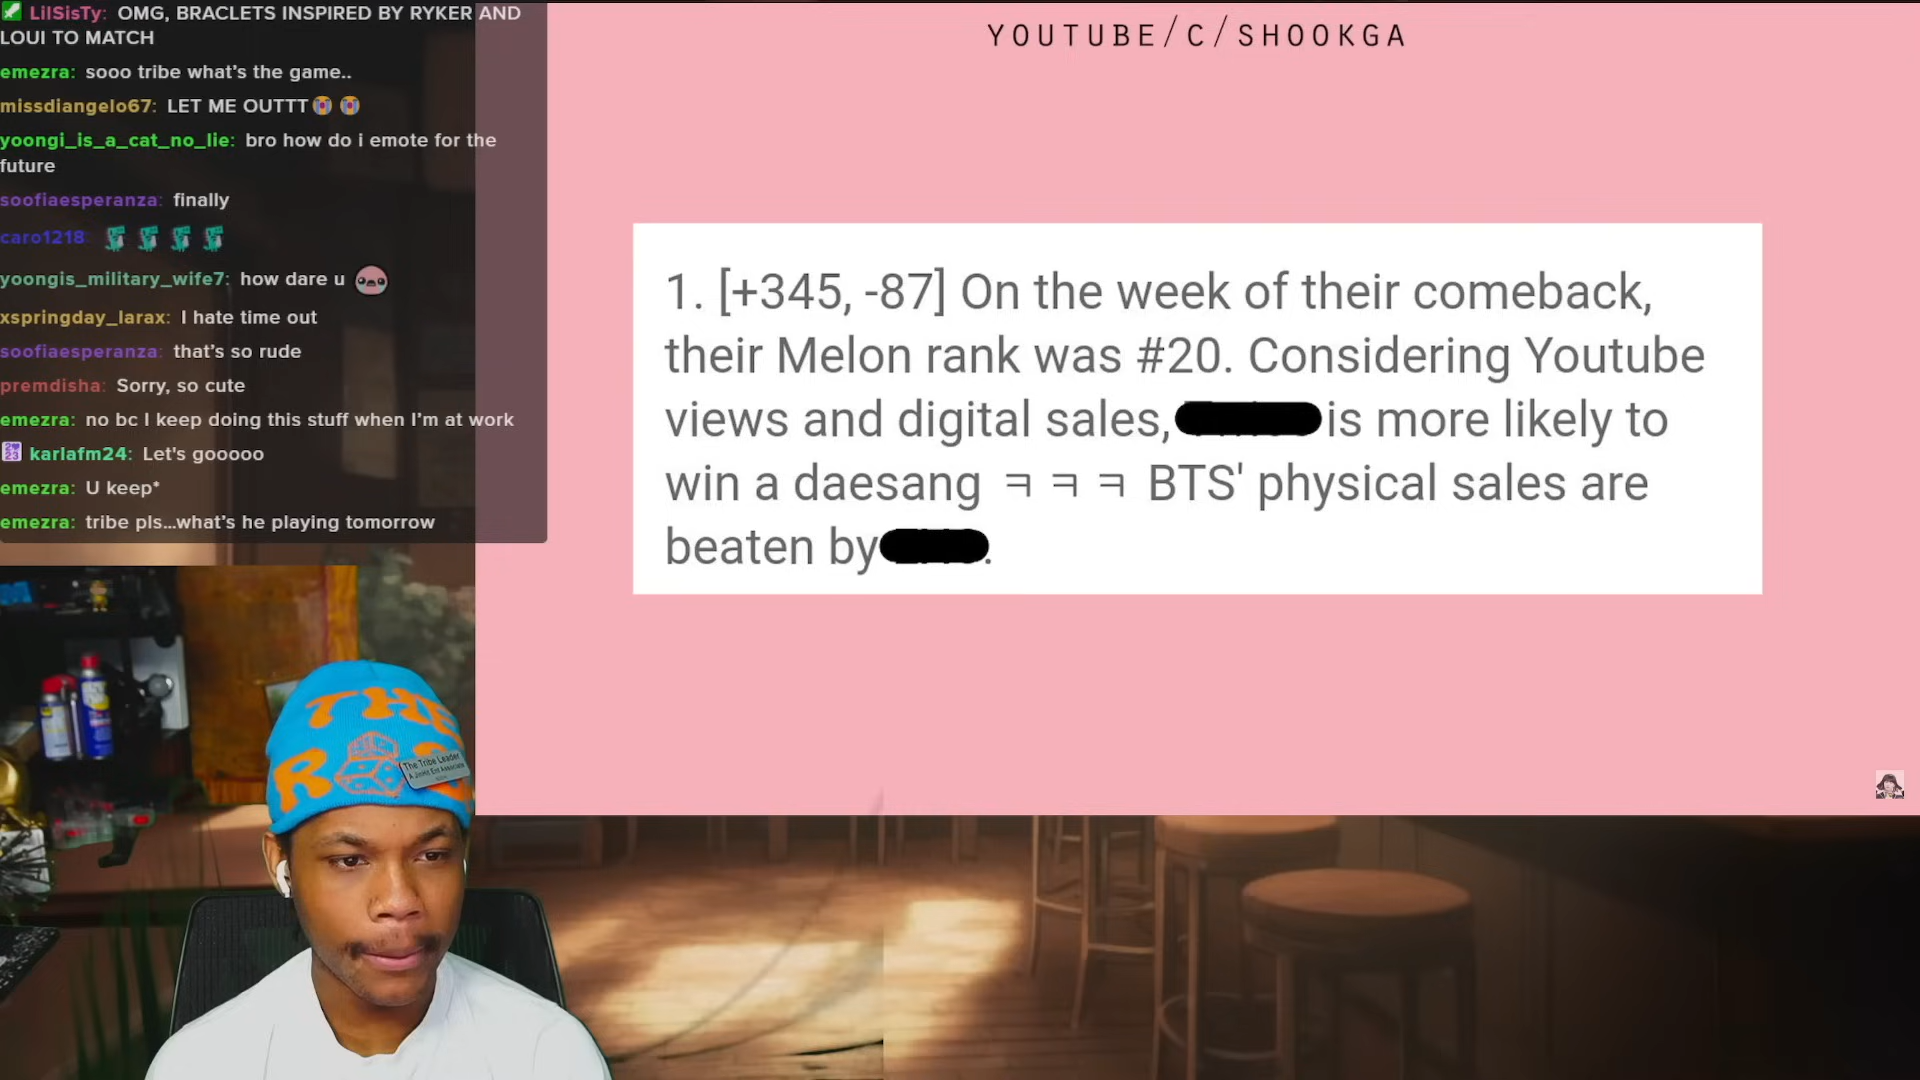 LilSisTy: OMG, BRACLETS INSPIRED BY RYKER AND
LOUI TO MATCH
emezra: sooo tribe what's the game..
missdiangelo67: LET ME OUTTT
yoongi_is_a_cat_no_lie: bro how do i emote for the
future
soofiaesperanza: finally
caro1218
yoongis_military_wife7: how dare u
xspringday_larax: I hate time out
soofiaesperanza: that's so rude
premdisha: Sorry, so cute
emezra: no bc I keep doing this stuff when I'm at work
karlafm24: Let's gooooo
emezra: U keep*
emezra: tribe pls...what's he playing tomorrow
YOUTUBE/C/SHOOKGA
1. [+345, -87] On the week of their comeback,
their Melon rank was #20. Considering Youtube
views and digital sales, is more likely to
win a daesang ㅋㅋㅋ BTS' physical sales are
beaten by .
THE
The Tribe Leader